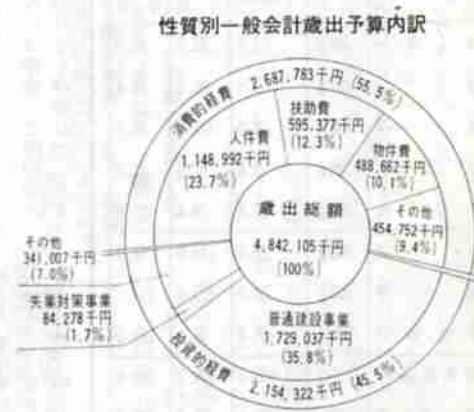 性質別一般会計歳出予算内訳
消費的経費 2,687,783千円 (55.5%)
扶助費
595,377千円
(12.3%)
人件費
1,148,992千円
(23.7%)
物件費
488,662千円
(10.1%)
その他
454,752千円
(9.4%)
歳出総額
4,842,105千円
(100%)
その他
341,007千円
(7.0%)
失業対策事業
84,278千円
(1.7%)
普通建設事業
1,729,037千円
(35.8%)
投資的経費 2,154,322千円 (45.5%)